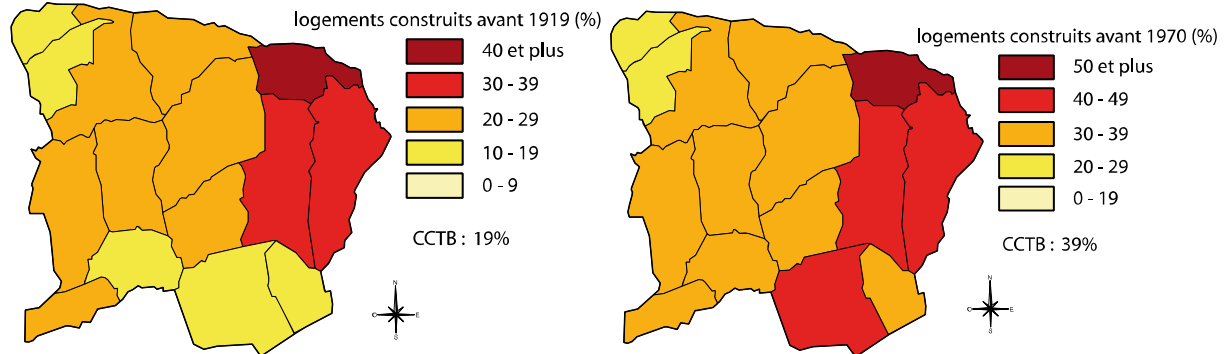 logements construits avant 1919 (%)
40 et plus
30 - 39
20 - 29
10 - 19
0 - 9
CCTB : 19%
N
O
E
S
logements construits avant 1970 (%)
50 et plus
40 - 49
30 - 39
20 - 29
0 - 19
CCTB : 39%
N
O
E
S